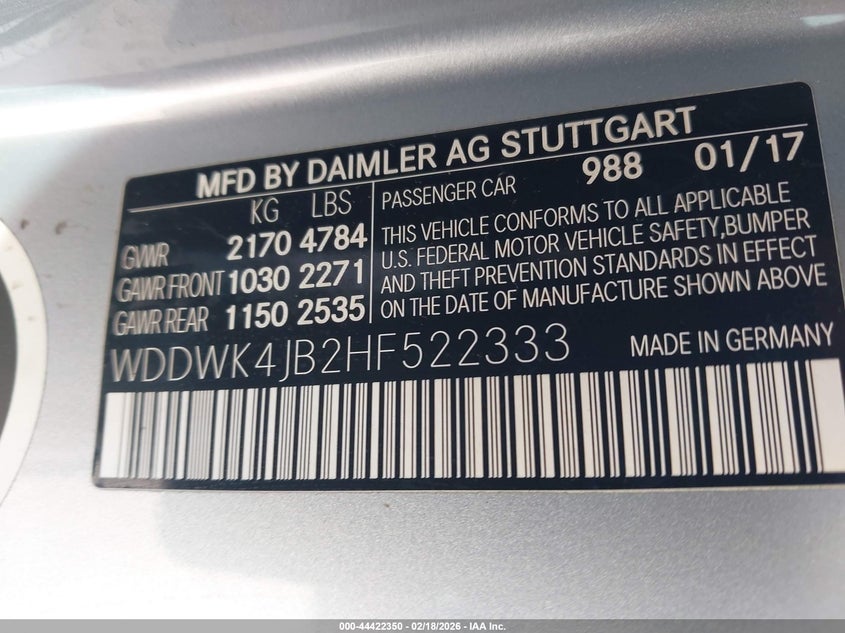 MFD BY DAIMLER AG STUTTGART
KG LBS
GVWR 2170 4784
GAWR FRONT 1030 2271
GAWR REAR 1150 2535
PASSENGER CAR 988 01/17
THIS VEHICLE CONFORMS TO ALL APPLICABLE
U.S. FEDERAL MOTOR VEHICLE SAFETY,BUMPER
AND THEFT PREVENTION STANDARDS IN EFFECT
ON THE DATE OF MANUFACTURE SHOWN ABOVE
WDDWK4JB2HF522333 MADE IN GERMANY
000-44422350 - 02/18/2026 - IAA Inc.